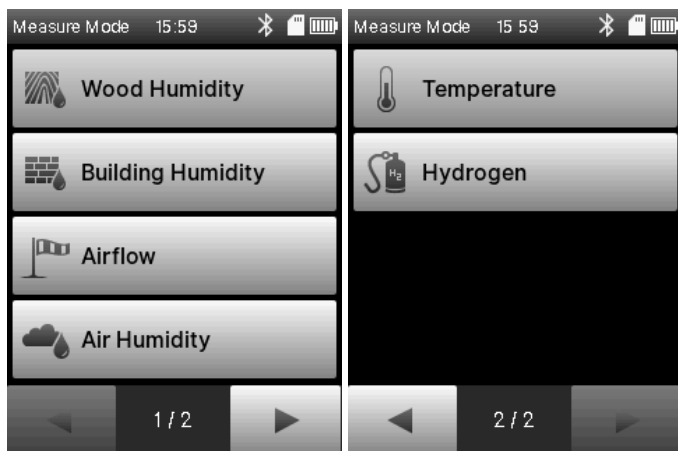 Measure Mode 15:59
Wood Humidity
Building Humidity
Airflow
Air Humidity
1 / 2
Measure Mode 15 59
Temperature
H2 Hydrogen
2 / 2